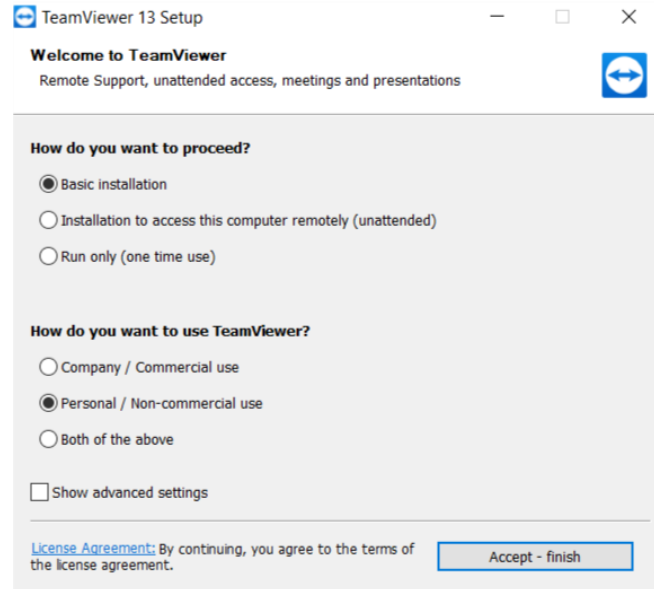 TeamViewer 13 Setup
Welcome to TeamViewer
Remote Support, unattended access, meetings and presentations
How do you want to proceed?
Basic installation
Installation to access this computer remotely (unattended)
Run only (one time use)
How do you want to use TeamViewer?
Company / Commercial use
Personal / Non-commercial use
Both of the above
Show advanced settings
License Agreement: By continuing, you agree to the terms of
the license agreement.
Accept - finish